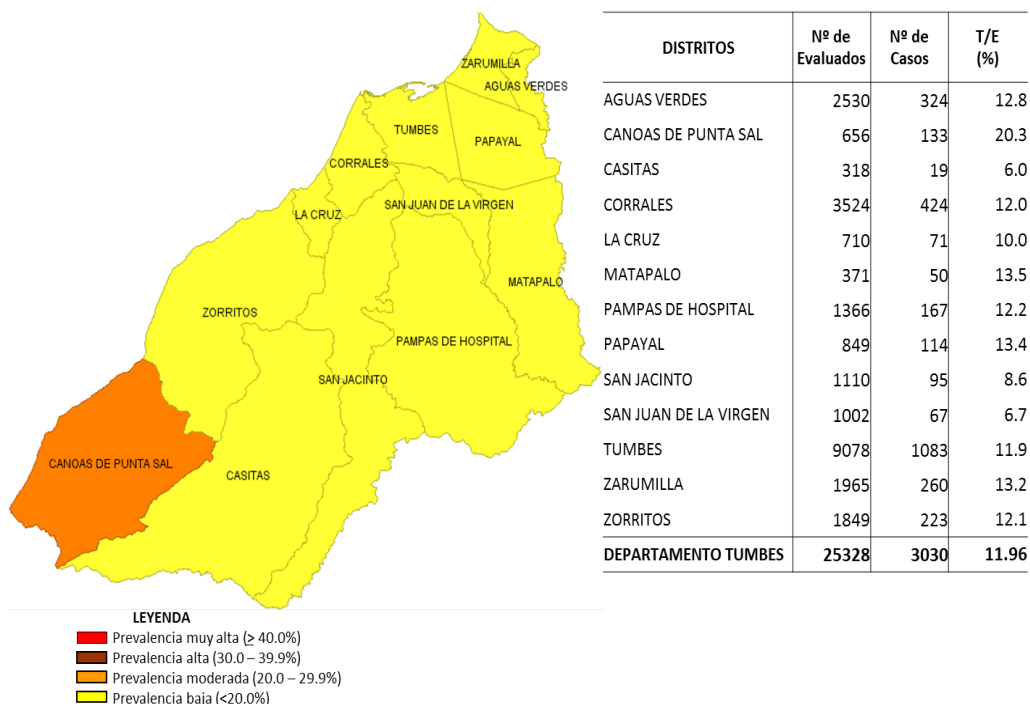 ZARUMILLA
AGUAS VERDES
TUMBES
PAPAYAL
CORRALES
SAN JUAN DE LA VIRGEN
LA CRUZ
MATAPALO
ZORRITOS
PAMPAS DE HOSPITAL
SAN JACINTO
CANOAS DE PUNTA SAL
CASITAS
LEYENDA
Prevalencia muy alta (≥ 40.0%)
Prevalencia alta (30.0 – 39.9%)
Prevalencia moderada (20.0 – 29.9%)
Prevalencia baja (<20.0%)
DISTRITOS Nº de Evaluados Nº de Casos T/E (%)
AGUAS VERDES 2530 324 12.8
CANOAS DE PUNTA SAL 656 133 20.3
CASITAS 318 19 6.0
CORRALES 3524 424 12.0
LA CRUZ 710 71 10.0
MATAPALO 371 50 13.5
PAMPAS DE HOSPITAL 1366 167 12.2
PAPAYAL 849 114 13.4
SAN JACINTO 1110 95 8.6
SAN JUAN DE LA VIRGEN 1002 67 6.7
TUMBES 9078 1083 11.9
ZARUMILLA 1965 260 13.2
ZORRITOS 1849 223 12.1
DEPARTAMENTO TUMBES 25328 3030 11.96